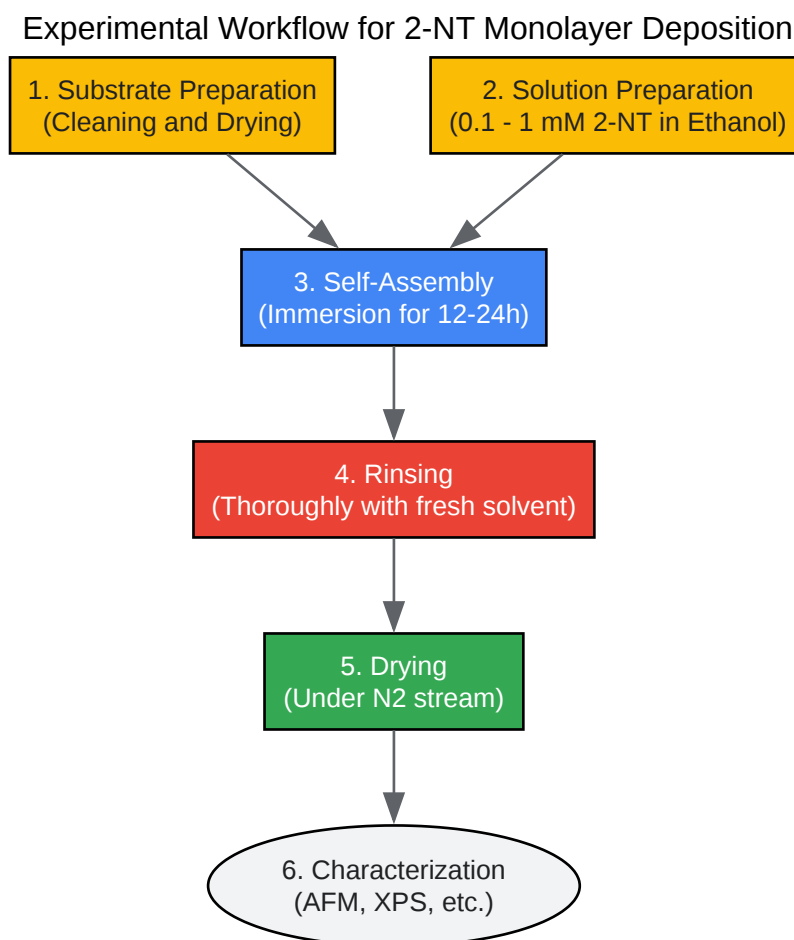 Experimental Workflow for 2-NT Monolayer Deposition
1. Substrate Preparation
(Cleaning and Drying)
2. Solution Preparation
(0.1 - 1 mM 2-NT in Ethanol)
3. Self-Assembly
(Immersion for 12-24h)
4. Rinsing
(Thoroughly with fresh solvent)
5. Drying
(Under N2 stream)
6. Characterization
(AFM, XPS, etc.)